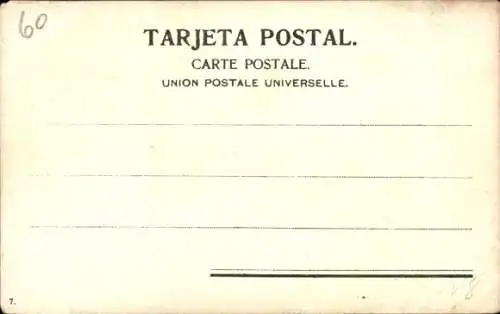 60
TARJETA POSTAL.
CARTE POSTALE.
UNION POSTALE UNIVERSELLE.
7.